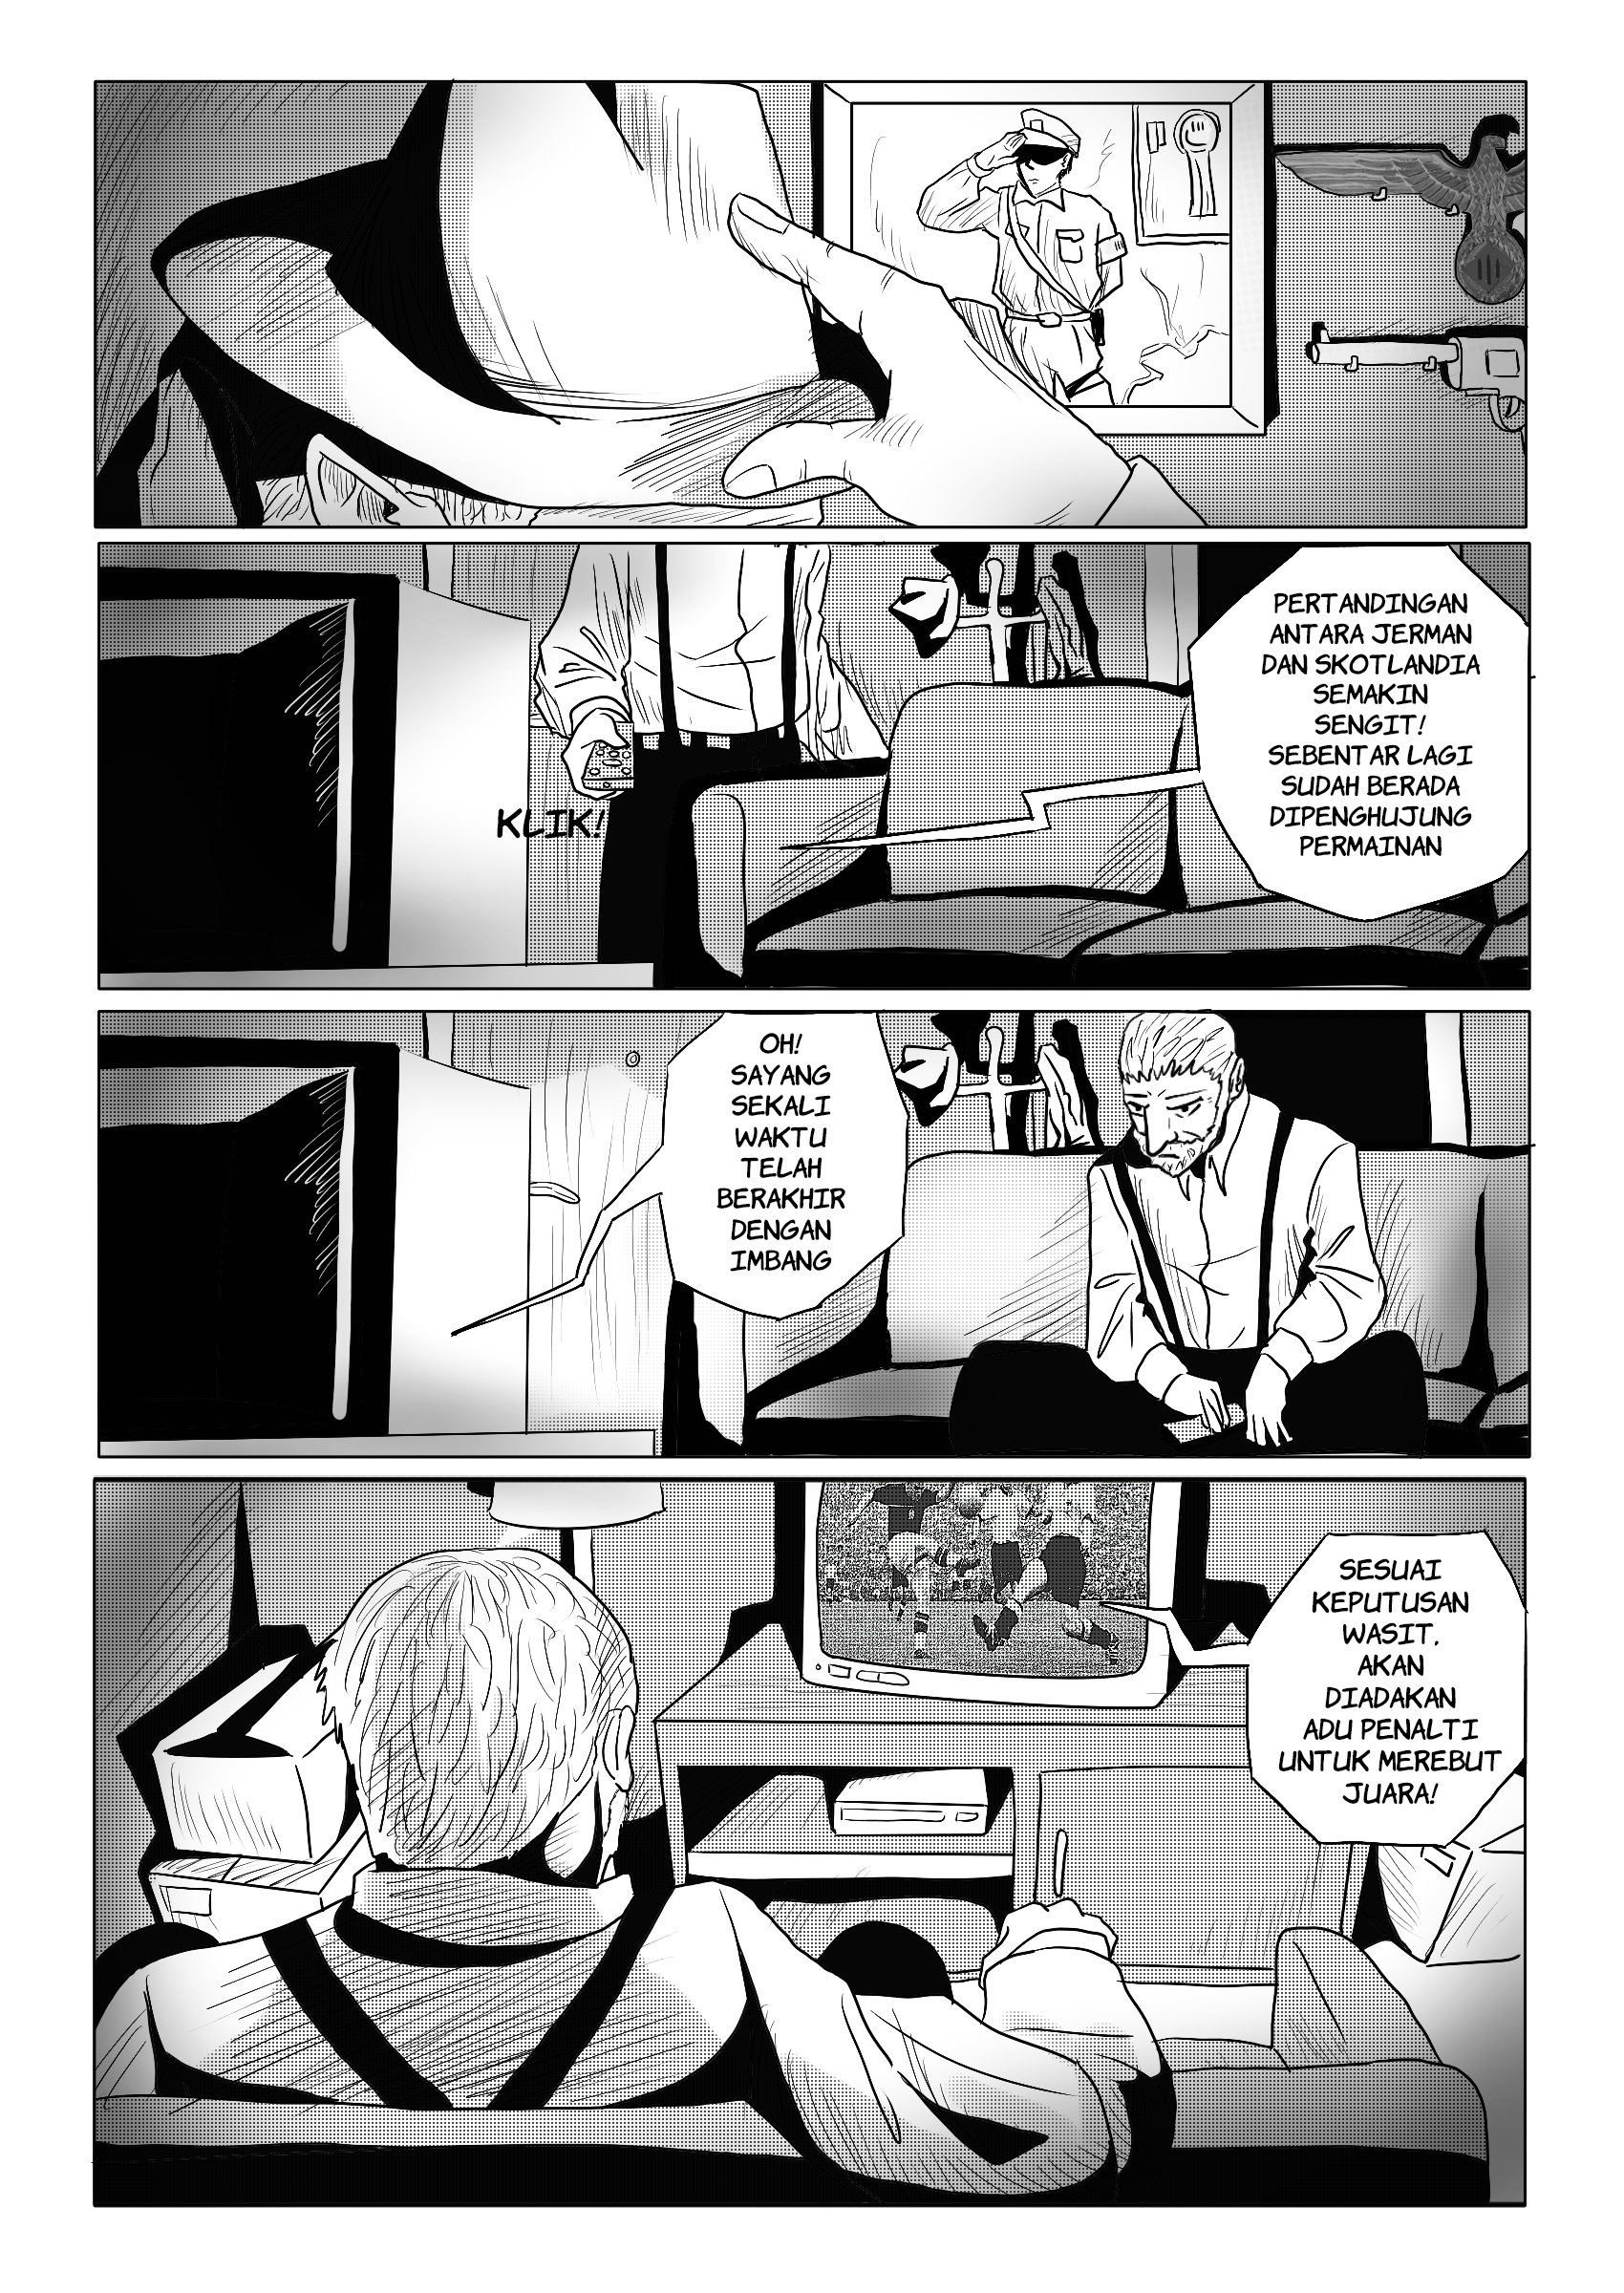 PERTANDINGAN
ANTARA JERMAN
DAN SKOTLANDIA
SEMAKIN
SENGIT!
SEBENTAR LAGI
SUDAH BERADA
DIPENGHUJUNG
PERMAINAN
KLIK!
OH!
SAYANG
SEKALI
WAKTU
TELAH
BERAKHIR
DENGAN
IMBANG
SESUAI
KEPUTUSAN
WASIT,
AKAN
DIADAKAN
ADU PENALTI
UNTUK MEREBUT
JUARA!